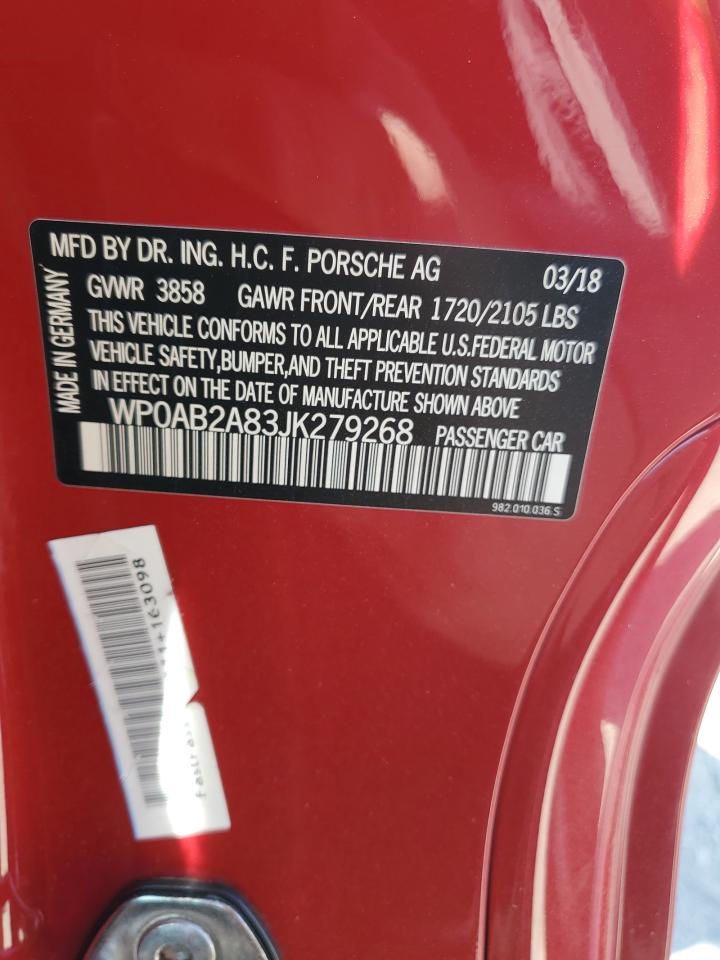 MFD BY DR. ING. H.C. F. PORSCHE AG 03/18
GVWR 3858 GAWR FRONT/REAR 1720/2105 LBS
THIS VEHICLE CONFORMS TO ALL APPLICABLE U.S.FEDERAL MOTOR
VEHICLE SAFETY,BUMPER,AND THEFT PREVENTION STANDARDS
IN EFFECT ON THE DATE OF MANUFACTURE SHOWN ABOVE
WP0AB2A83JK279268 PASSENGER CAR
MADE IN GERMANY
982.010.036.S